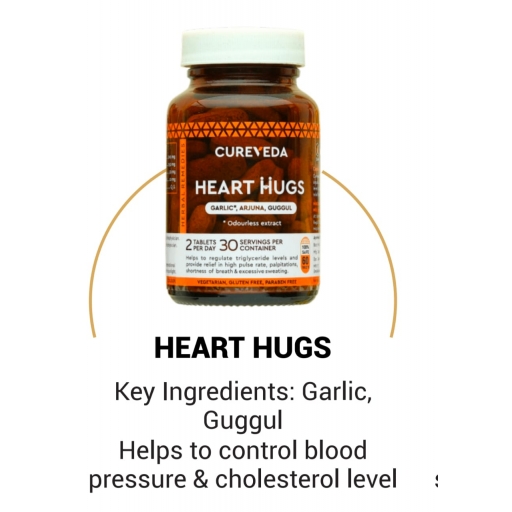 CUREVEDA
HERBAL REMEDIES
HEART HUGS
GARLIC*, ARJUNA, GUGGUL
* Odourless extract
2 TABLETS PER DAY 30 SERVINGS PER CONTAINER
Helps to regulate triglyceride levels and
provide relief in high pulse rate, palpitations,
shortness of breath & excessive sweating.
VEGETARIAN, GLUTEN FREE, PARABEN FREE
HEART HUGS
Key Ingredients: Garlic,
Guggul
Helps to control blood
pressure & cholesterol level